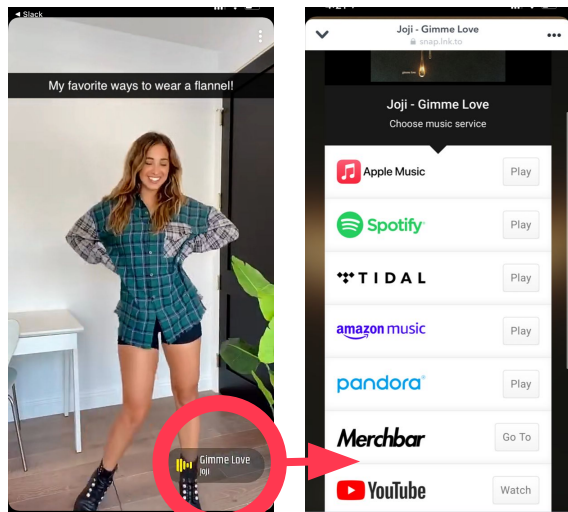 Slack
My favorite ways to wear a flannel!
Gimme Love
Joji
Joji - Gimme Love
snap.lnk.to
gimme love
Joji - Gimme Love
Choose music service
Apple Music
Play
Spotify
Play
TIDAL
Play
amazon music
Play
pandora
Play
Merchbar
Go To
YouTube
Watch